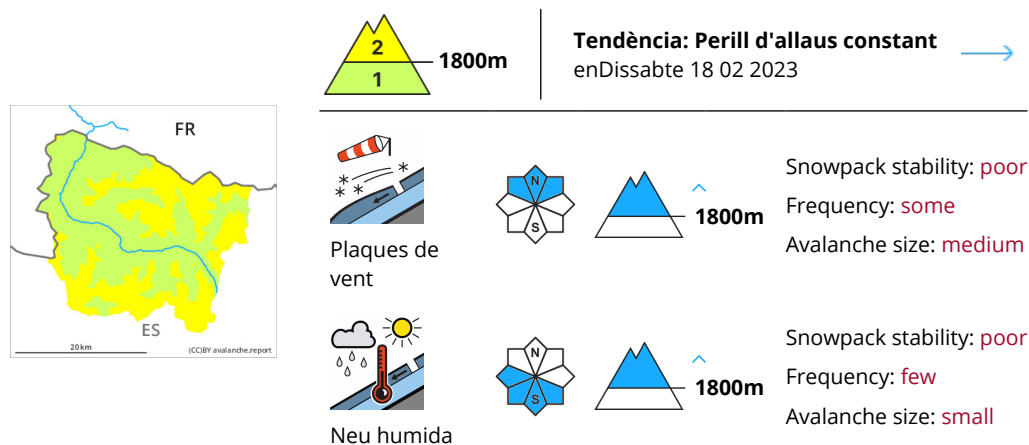 2
1
1800m
Tendència: Perill d'allaus constant
enDissabte 18 02 2023
FR
ES
20 km
(CC)BY avalanche.report
Plaques de
vent
N
S
1800m
Snowpack stability: poor
Frequency: some
Avalanche size: medium
Neu humida
N
S
1800m
Snowpack stability: poor
Frequency: few
Avalanche size: small